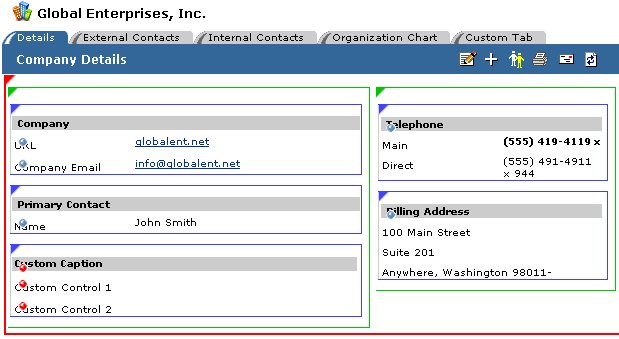 Global Enterprises, Inc.
Details External Contacts Internal Contacts Organization Chart Custom Tab
Company Details
Company
URL globalent.net
Company Email info@globalent.net
Primary Contact
Name John Smith
Custom Caption
Custom Control 1
Custom Control 2
Telephone
Main (555) 419-4119 x
Direct (555) 491-4911
x 944
Billing Address
100 Main Street
Suite 201
Anywhere, Washington 98011-